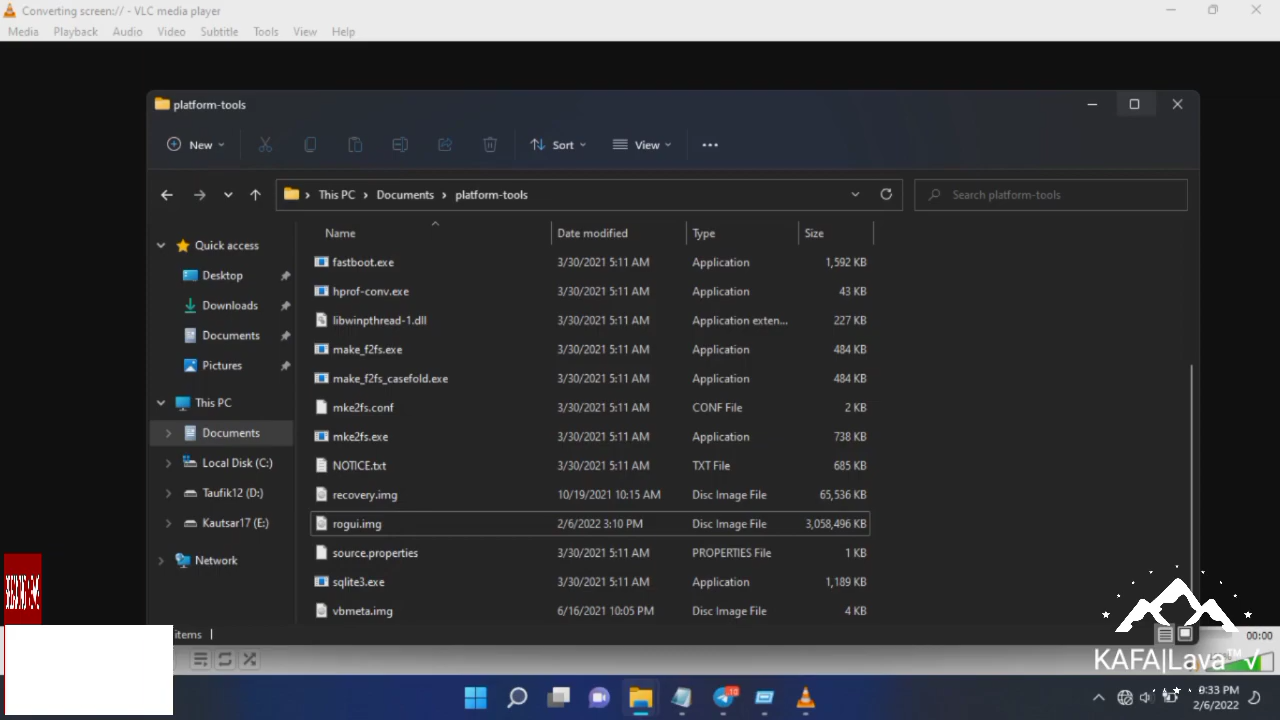 Converting screen:// - VLC media player
Media Playback Audio Video Subtitle Tools View Help
platform-tools
New Sort View
This PC Documents platform-tools
Search platform-tools
Name Date modified Type Size
Quick access
Desktop
Downloads
Documents
Pictures
This PC
Documents
Local Disk (C:)
Taufik12 (D:)
Kautsar17 (E:)
Network
fastboot.exe 3/30/2021 5:11 AM Application 1,592 KB
hprof-conv.exe 3/30/2021 5:11 AM Application 43 KB
libwinpthread-1.dll 3/30/2021 5:11 AM Application exten... 227 KB
make_f2fs.exe 3/30/2021 5:11 AM Application 484 KB
make_f2fs_casefold.exe 3/30/2021 5:11 AM Application 484 KB
mke2fs.conf 3/30/2021 5:11 AM CONF File 2 KB
mke2fs.exe 3/30/2021 5:11 AM Application 738 KB
NOTICE.txt 3/30/2021 5:11 AM TXT File 685 KB
recovery.img 10/19/2021 10:15 AM Disc Image File 65,536 KB
rogui.img 2/6/2022 3:10 PM Disc Image File 3,058,496 KB
source.properties 3/30/2021 5:11 AM PROPERTIES File 1 KB
sqlite3.exe 3/30/2021 5:11 AM Application 1,189 KB
vbmeta.img 6/16/2021 10:05 PM Disc Image File 4 KB
items
00:00
KAFA|Lava™ √
10
9:33 PM
2/6/2022